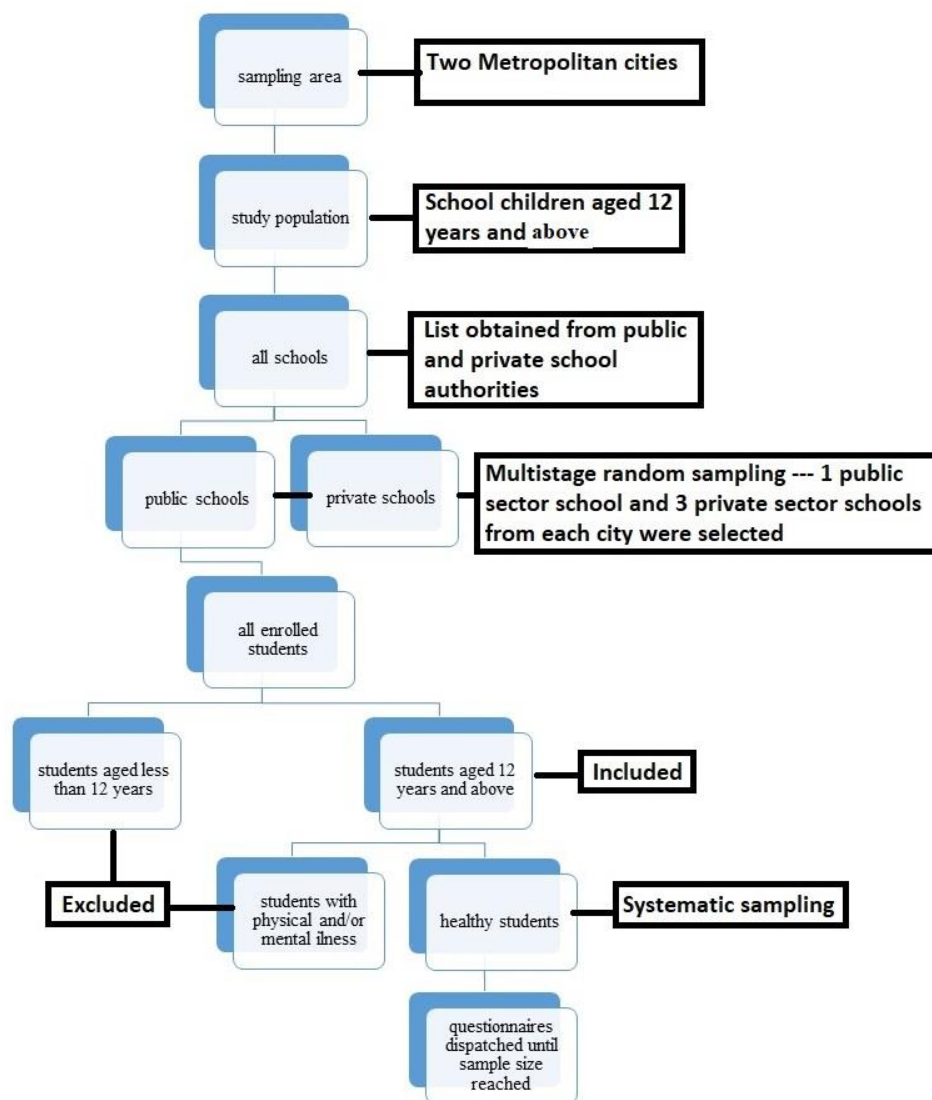 sampling area
Two Metropolitan cities
study population
School children aged 12
years and above
all schools
List obtained from public
and private school
authorities
public schools
private schools
Multistage random sampling --- 1 public
sector school and 3 private sector schools
from each city were selected
all enrolled
students
students aged less
than 12 years
students aged 12
years and above
Included
Excluded
students with
physical and/or
mental illness
healthy students
Systematic sampling
questionnaires
dispatched until
sample size
reached